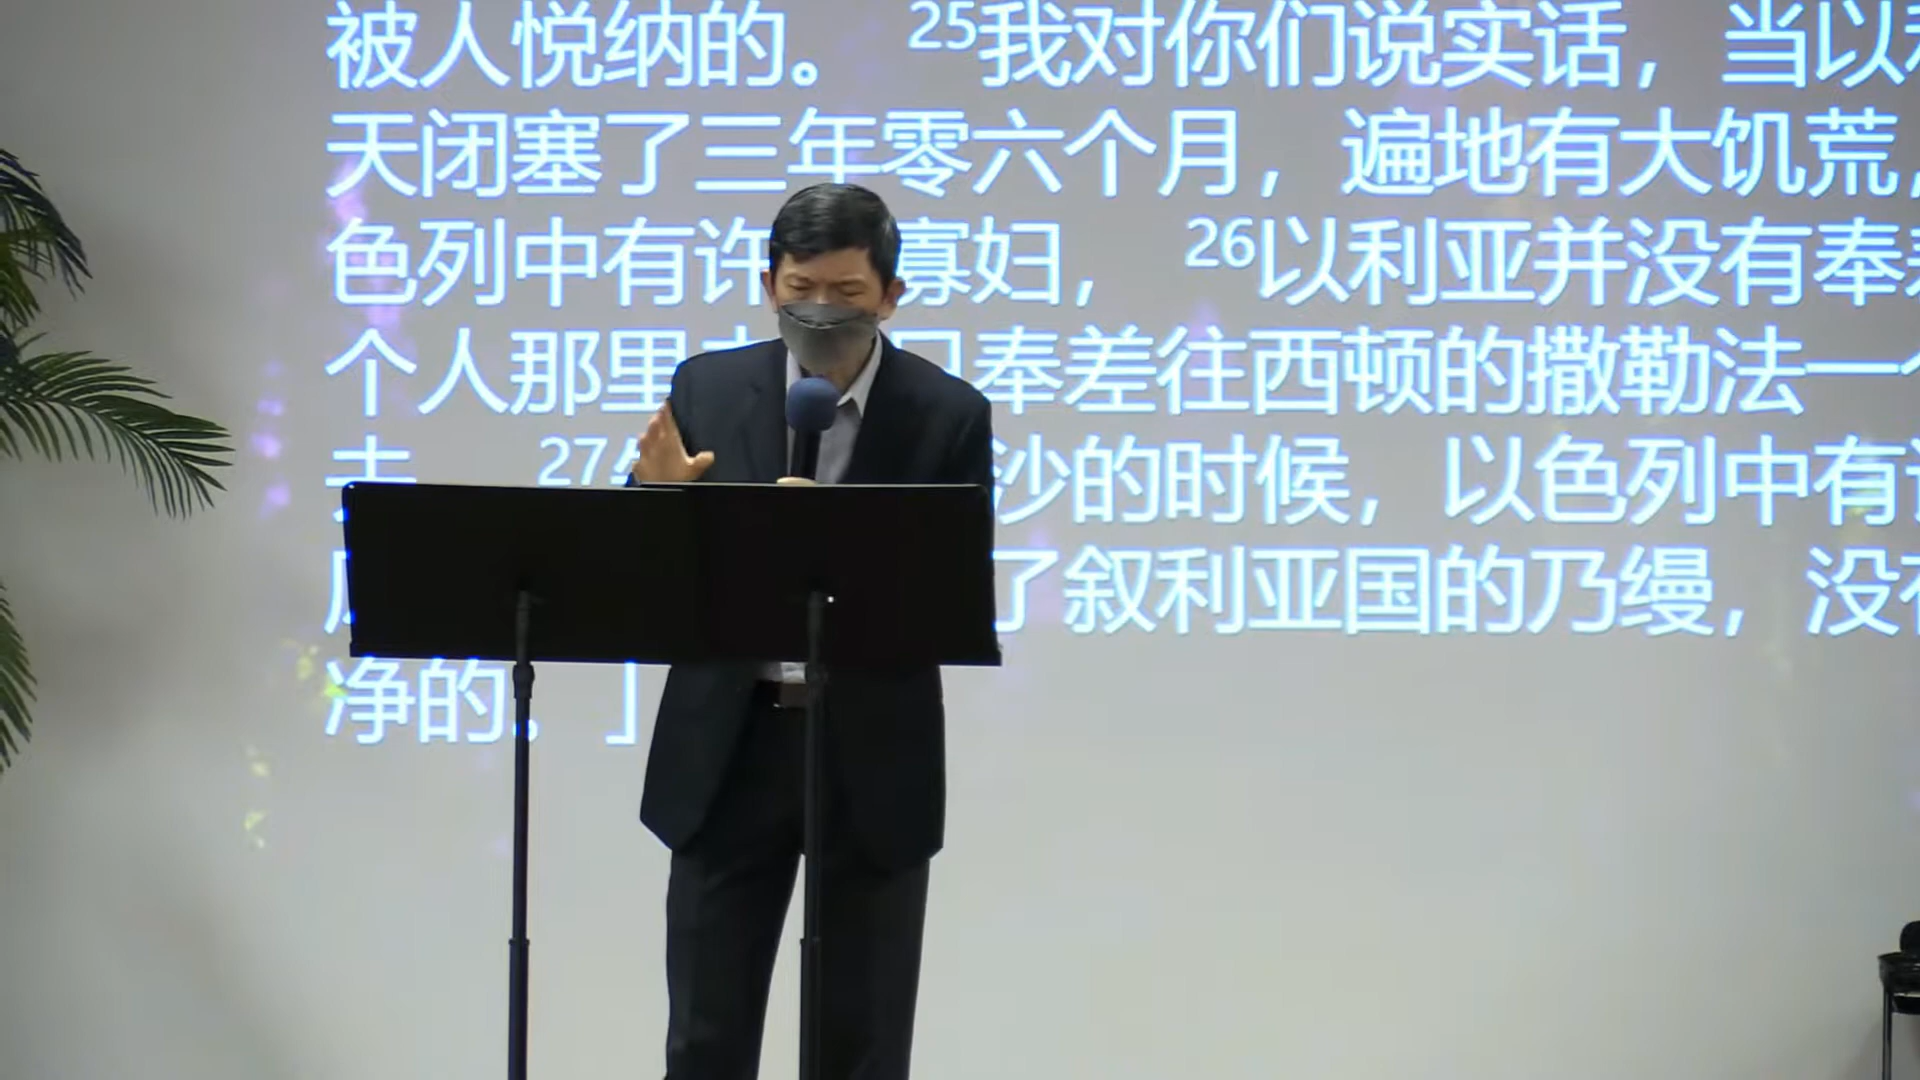 被人悦纳的。 25我对你们说实话，当以
天闭塞了三年零六个月，遍地有大饥荒，
色列中有许 寡妇， 26以利亚并没有奉
个人那里 奉差往西顿的撒勒法一
27 沙的时候，以色列中有
了叙利亚国的乃缦，没
净的。」